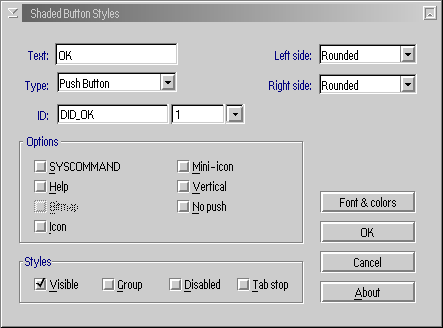 Shaded Button Styles
Text: OK Left side: Rounded
Type: Push Button Right side: Rounded
ID: DID_OK 1
Options
SYSCOMMAND Mini-icon
Help Vertical
Bitmap No push
Icon
Font & colors
OK
Cancel
About
Styles
Visible Group Disabled Tab stop